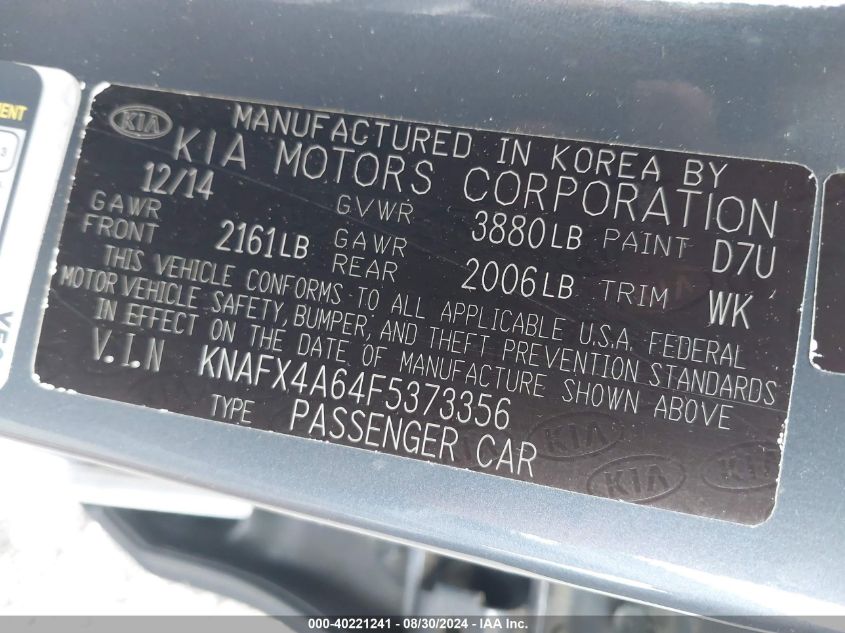 KIA
MANUFACTURED IN KOREA BY
KIA MOTORS CORPORATION
12/14
GAWR FRONT 2161LB
GVWR 3880LB
GAWR REAR 2006LB
PAINT D7U
TRIM WK
THIS VEHICLE CONFORMS TO ALL APPLICABLE U.S.A. FEDERAL
MOTOR VEHICLE SAFETY, BUMPER, AND THEFT PREVENTION STANDARDS
IN EFFECT ON THE DATE OF MANUFACTURE SHOWN ABOVE
V.I.N KNAFX4A64F5373356
TYPE PASSENGER CAR
KIA
KIA
KIA
000-40221241 - 08/30/2024 - IAA Inc.